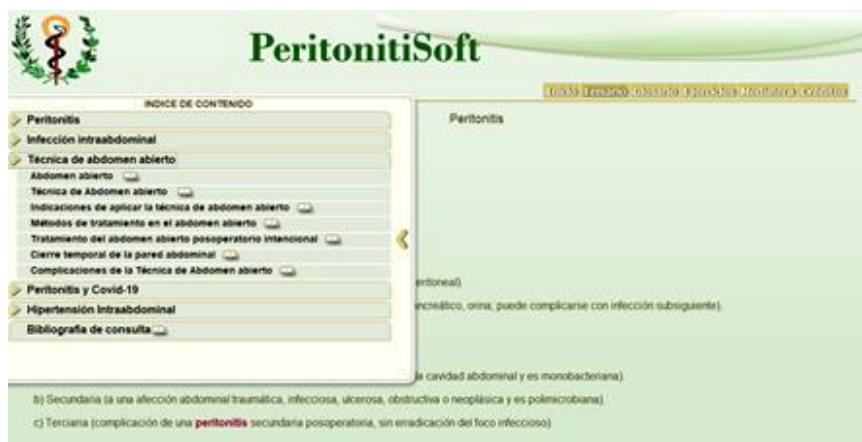 PeritonitiSoft
Inicio Temario Glosario Ejercicios Mediateca Créditos
INDICE DE CONTENIDO
Peritonitis
Peritonitis
Infección intraabdominal
Técnica de abdomen abierto
Abdomen abierto
Técnica de Abdomen abierto
Indicaciones de aplicar la técnica de abdomen abierto
Métodos de tratamiento en el abdomen abierto
Tratamiento del abdomen abierto posoperatorio intencional
Cierre temporal de la pared abdominal
Complicaciones de la Técnica de Abdomen abierto
Peritonitis y Covid-19
Hipertensión Intraabdominal
Bibliografía de consulta
eritoneal).
ncreático, orina; puede complicarse con infección subsiguiente).
la cavidad abdominal y es monobacteriana).
b) Secundaria (a una afección abdominal traumática, infecciosa, ulcerosa, obstructiva o neoplásica y es polimicrobiana)
c) Terciaria (complicación de una peritonitis secundaria posoperatoria, sin erradicación del foco infeccioso).